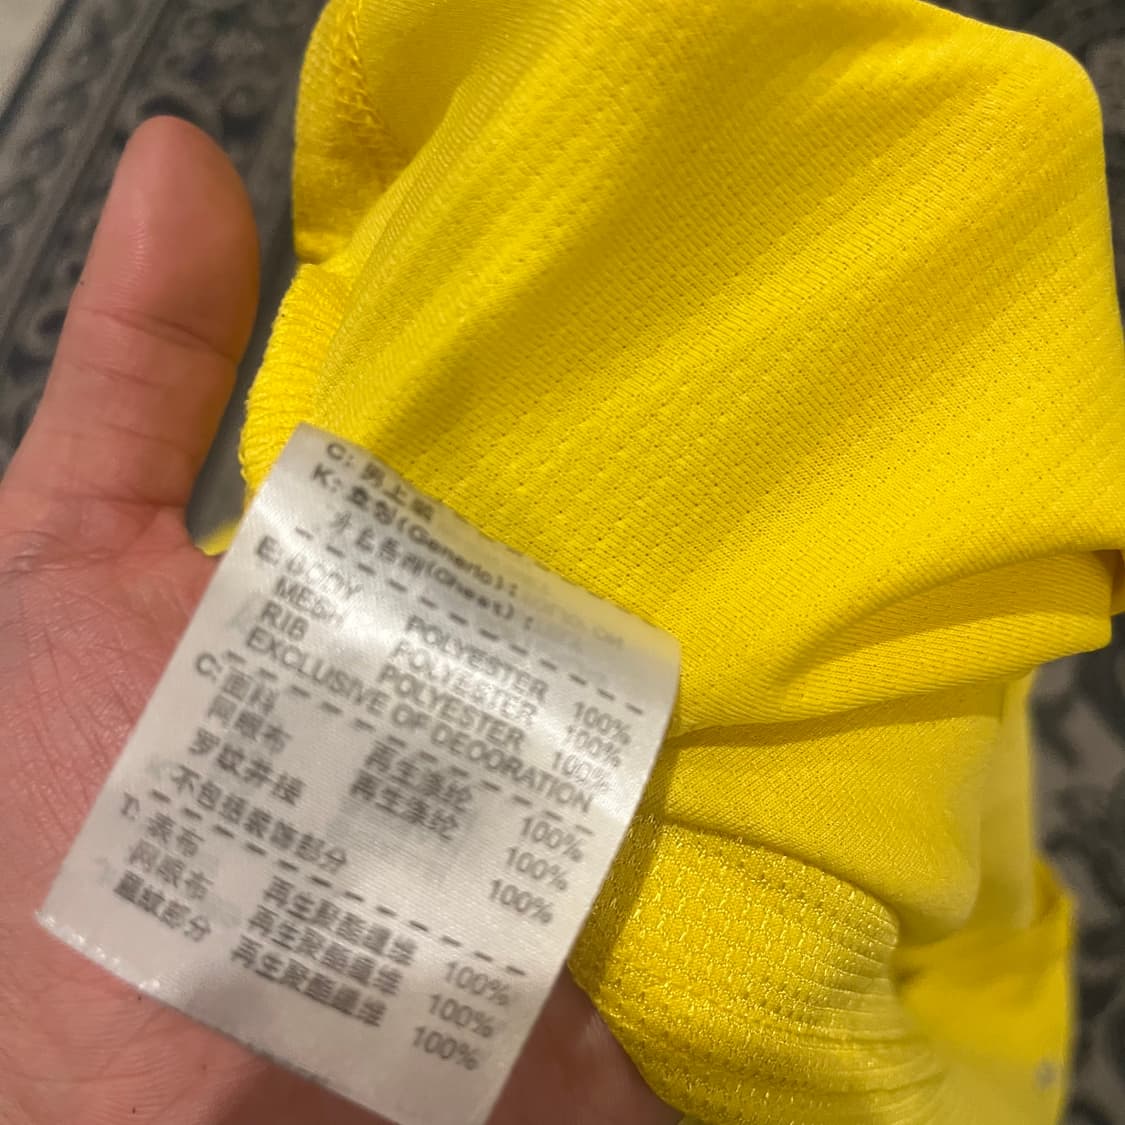 C: 男上装
K: (Generic):
(Chest):
E: BODY POLYESTER 100%
MESH POLYESTER 100%
RIB POLYESTER 100%
EXCLUSIVE OF DECORATION
C: 面料 再生涤纶 100%
网眼布 再生涤纶 100%
罗纹并接 100%
不包括装饰部分
T: 表布 再生聚酯纖維 100%
網眼布 再生聚酯纖維 100%
羅紋部分 再生聚酯纖維 100%